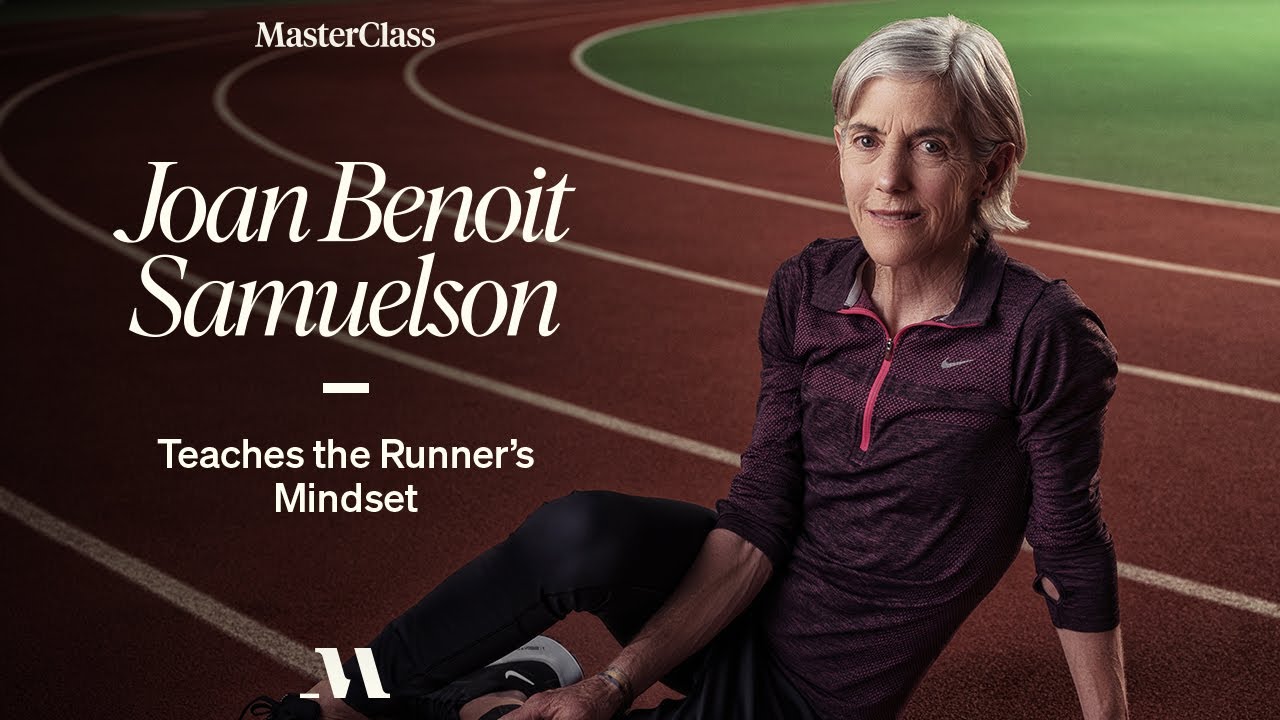 MasterClass
Joan Benoit
Samuelson
Teaches the Runner’s
Mindset